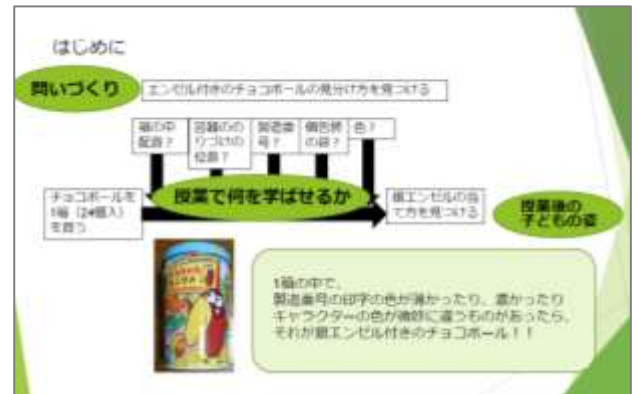 はじめに
問いづくり
エンゼル付きのチョコボールの見分け方を見つける
箱の中
配置?
容器のの
りづけの
位置?
製造番
号?
個包装
の袋?
色?
チョコボールを
1箱(24個入)
を買う
授業で何を学ばせるか
銀エンゼルの当
て方を見つける
授業後の
子どもの姿
1箱の中で、
製造番号の印字の色が薄かったり、濃かったり
キャラクターの色が微妙に違うものがあったら、
それが銀エンゼル付きのチョコボール!!